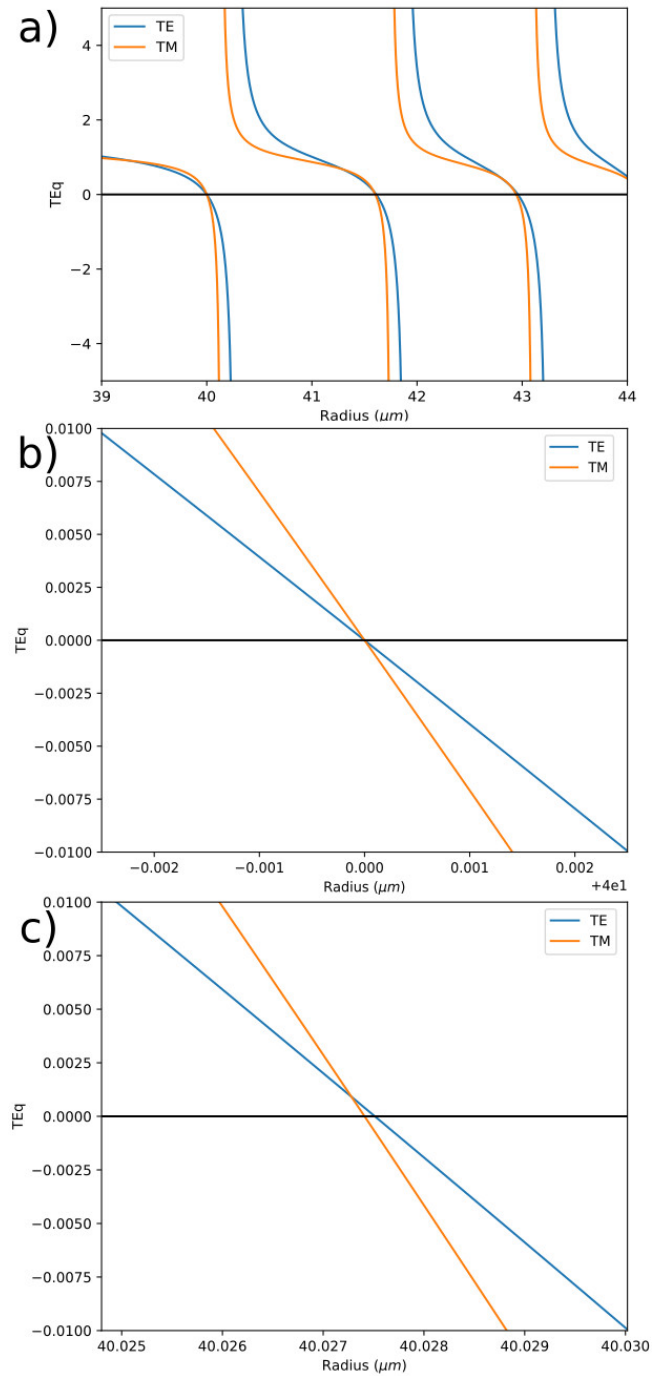 a)
TE
TM
4
2
0
−2
−4
TEq
39
40
41
42
43
44
Radius (μm)
b)
TE
TM
0.0100
0.0075
0.0050
0.0025
0.0000
−0.0025
−0.0050
−0.0075
−0.0100
TEq
−0.002
−0.001
0.000
0.001
0.002
Radius (μm)
+4e1
c)
TE
TM
0.0100
0.0075
0.0050
0.0025
0.0000
−0.0025
−0.0050
−0.0075
−0.0100
TEq
40.025
40.026
40.027
40.028
40.029
40.030
Radius (μm)